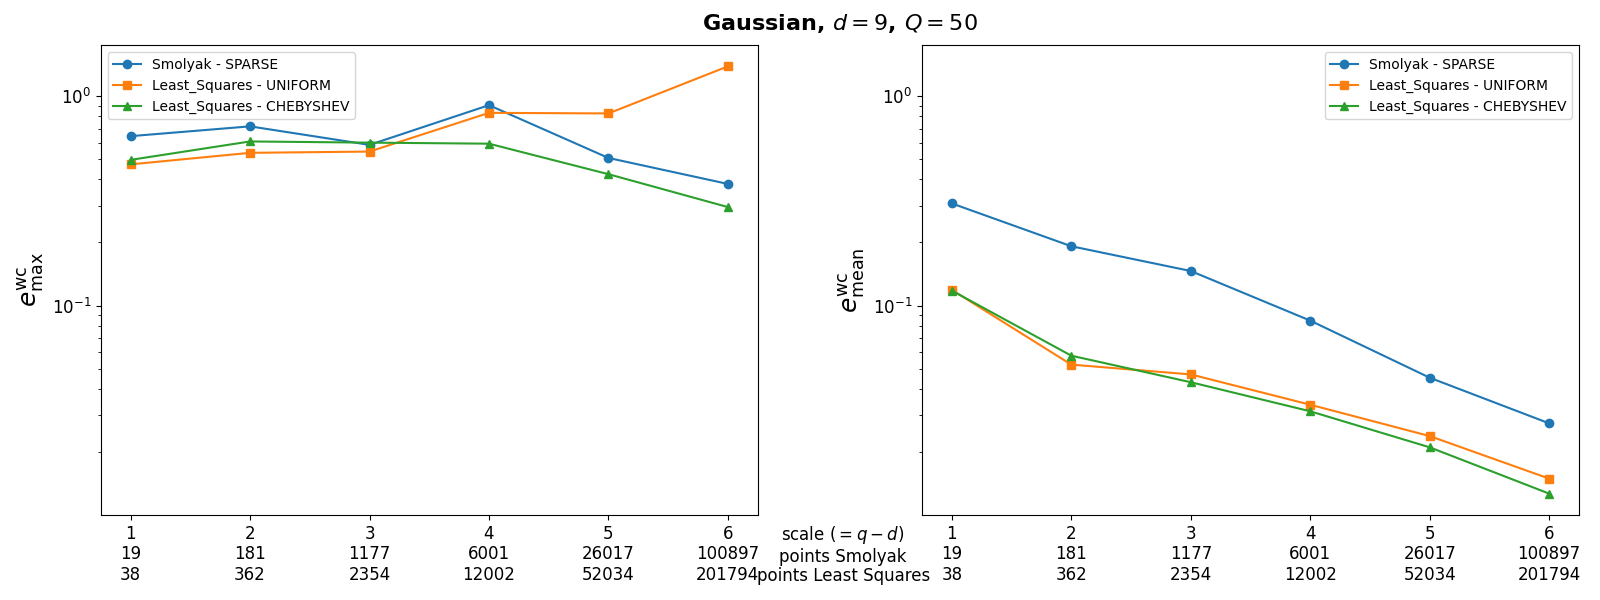 Gaussian, d = 9, Q = 50
Smolyak - SPARSE
Least_Squares - UNIFORM
Least_Squares - CHEBYSHEV
10⁰
10⁻¹
e^wc_max
1 2 3 4 5 6
19 181 1177 6001 26017 100897
38 362 2354 12002 52034 201794
scale (= q − d)
points Smolyak
points Least Squares
Smolyak - SPARSE
Least_Squares - UNIFORM
Least_Squares - CHEBYSHEV
10⁰
10⁻¹
e^wc_mean
1 2 3 4 5 6
19 181 1177 6001 26017 100897
38 362 2354 12002 52034 201794